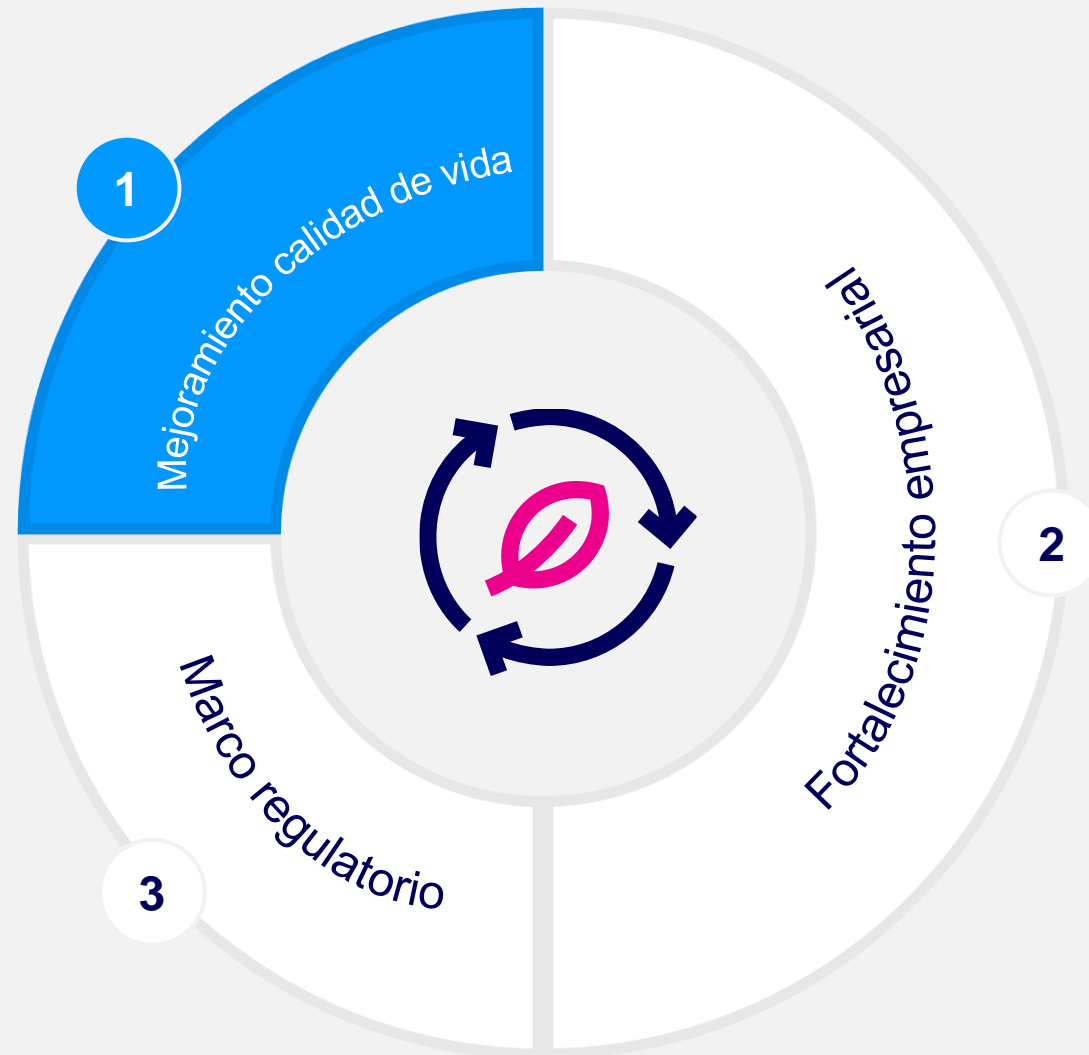 1
Mejoramiento calidad de vida
2
Fortalecimiento empresarial
3
Marco regulatorio